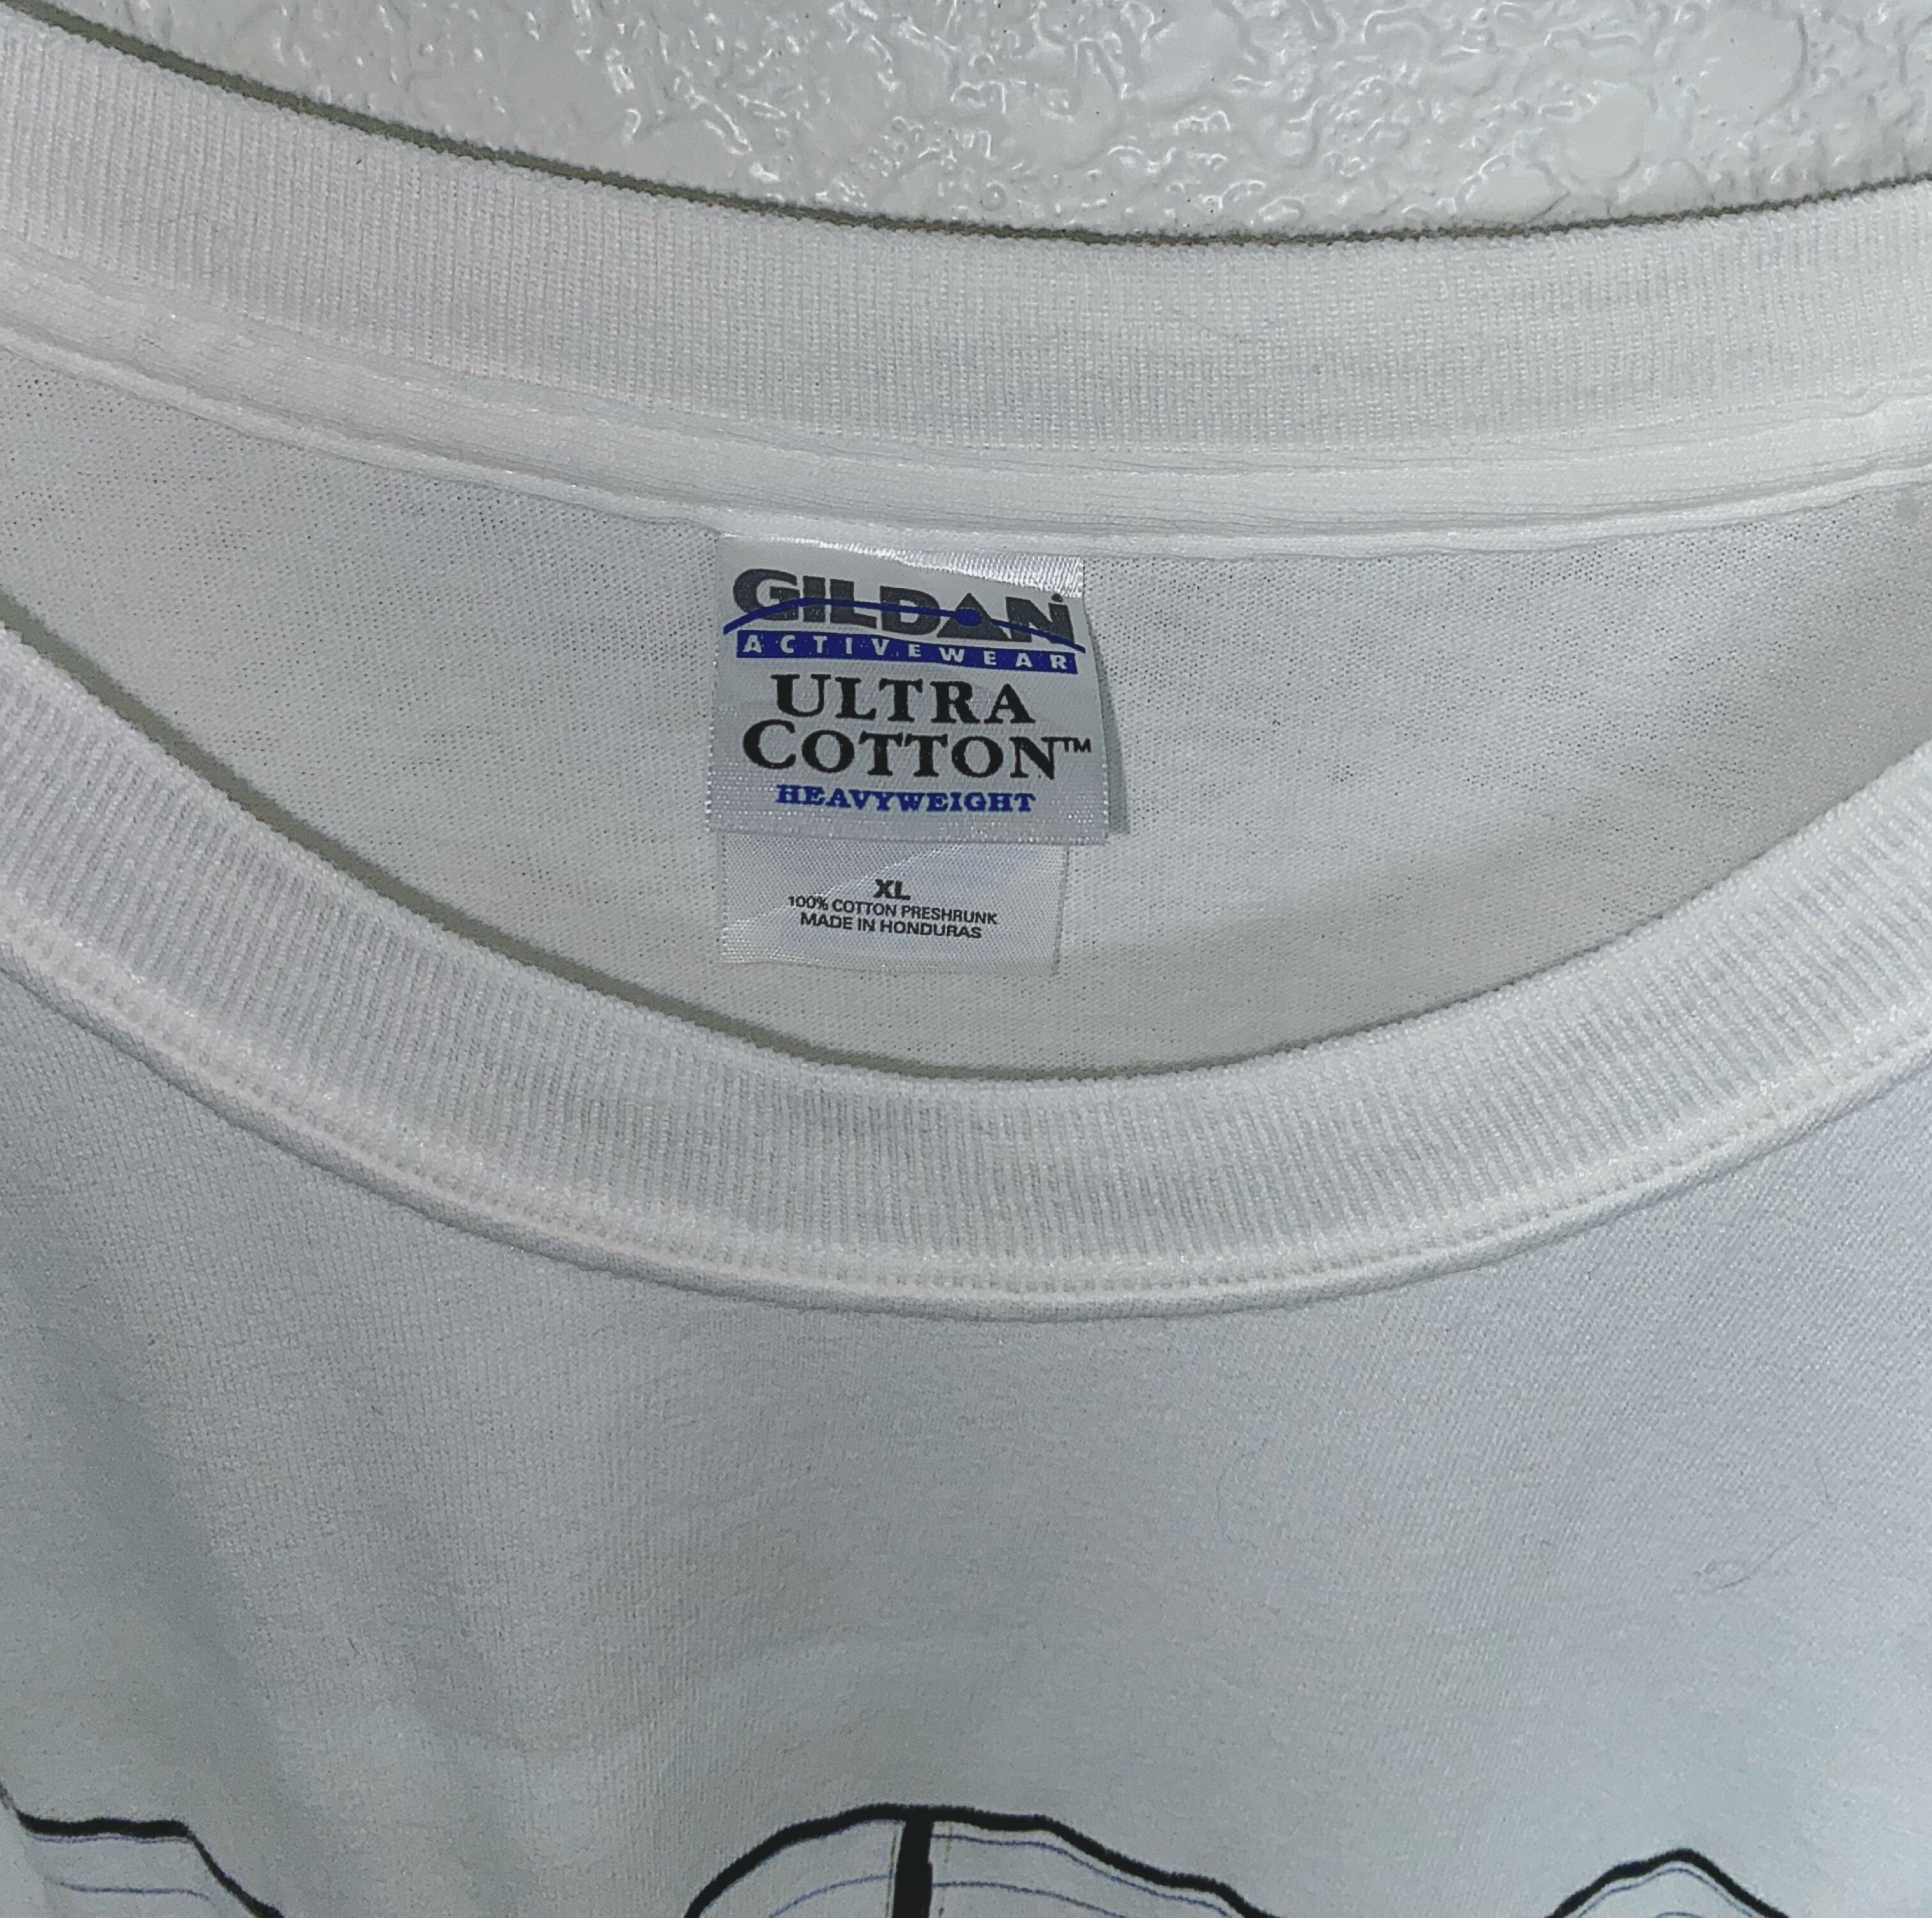 GILDAN
ACTIVEWEAR
ULTRA
COTTON™
HEAVYWEIGHT
XL
100% COTTON PRESHRUNK
MADE IN HONDURAS